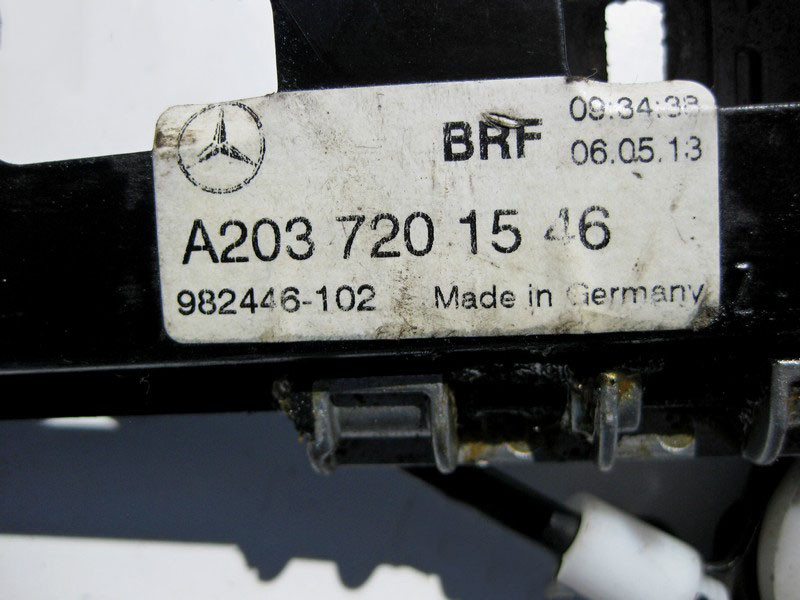 BRF 09:34:38
06.05.13
A203 720 15 46
982446-102 Made in Germany